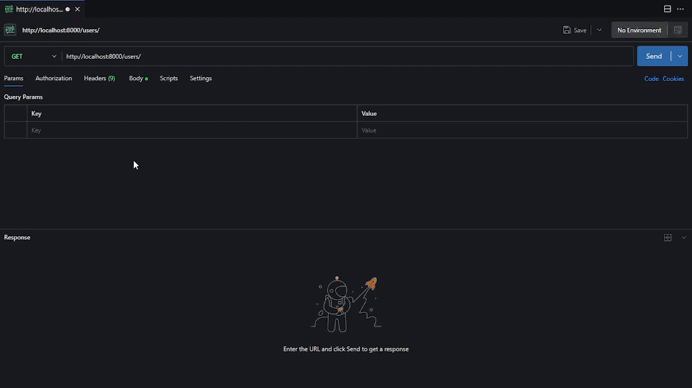 http://localhos...
http://localhost:8000/users/
Save
No Environment
GET
http://localhost:8000/users/
Send
Params
Authorization
Headers (9)
Body
Scripts
Settings
Code
Cookies
Query Params
Key
Value
Key
Value
Response
Enter the URL and click Send to get a response